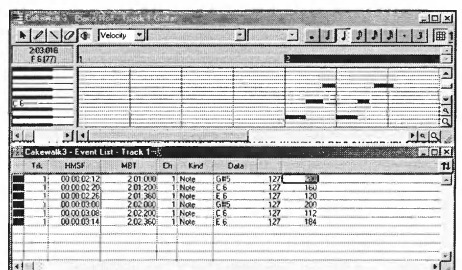 Cakewalk3 - Piano Roll - Track 1: Guitar
Velocity
2:03:016
F 6 (77)
1 2
C 6
Cakewalk3 - Event List - Track 1
Trk HMSF MBT Ch Kind Data
1 00:00:02:12 2:01:000 1 Note G#5 127
1 00:00:02:20 2:01:200 1 Note C 6 127 160
1 00:00:02:26 2:01:360 1 Note E 6 127 120
1 00:00:03:00 2:02:000 1 Note G#5 127 200
1 00:00:03:08 2:02:200 1 Note C 6 127 112
1 00:00:03:14 2:02:360 1 Note E 6 127 184